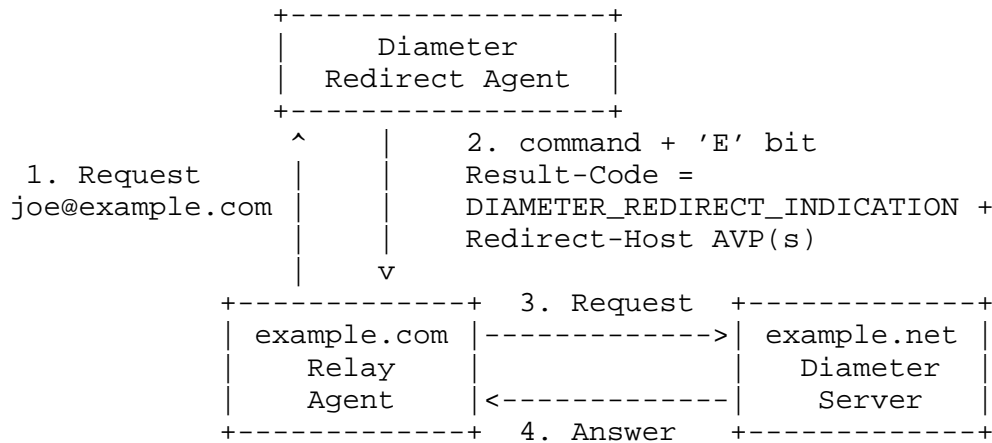 Diameter
Redirect Agent
2. command + 'E' bit
1. Request
Result-Code =
joe@example.com
DIAMETER_REDIRECT_INDICATION +
Redirect-Host AVP(s)
3. Request
example.com
example.net
Relay
Diameter
Agent
Server
4. Answer